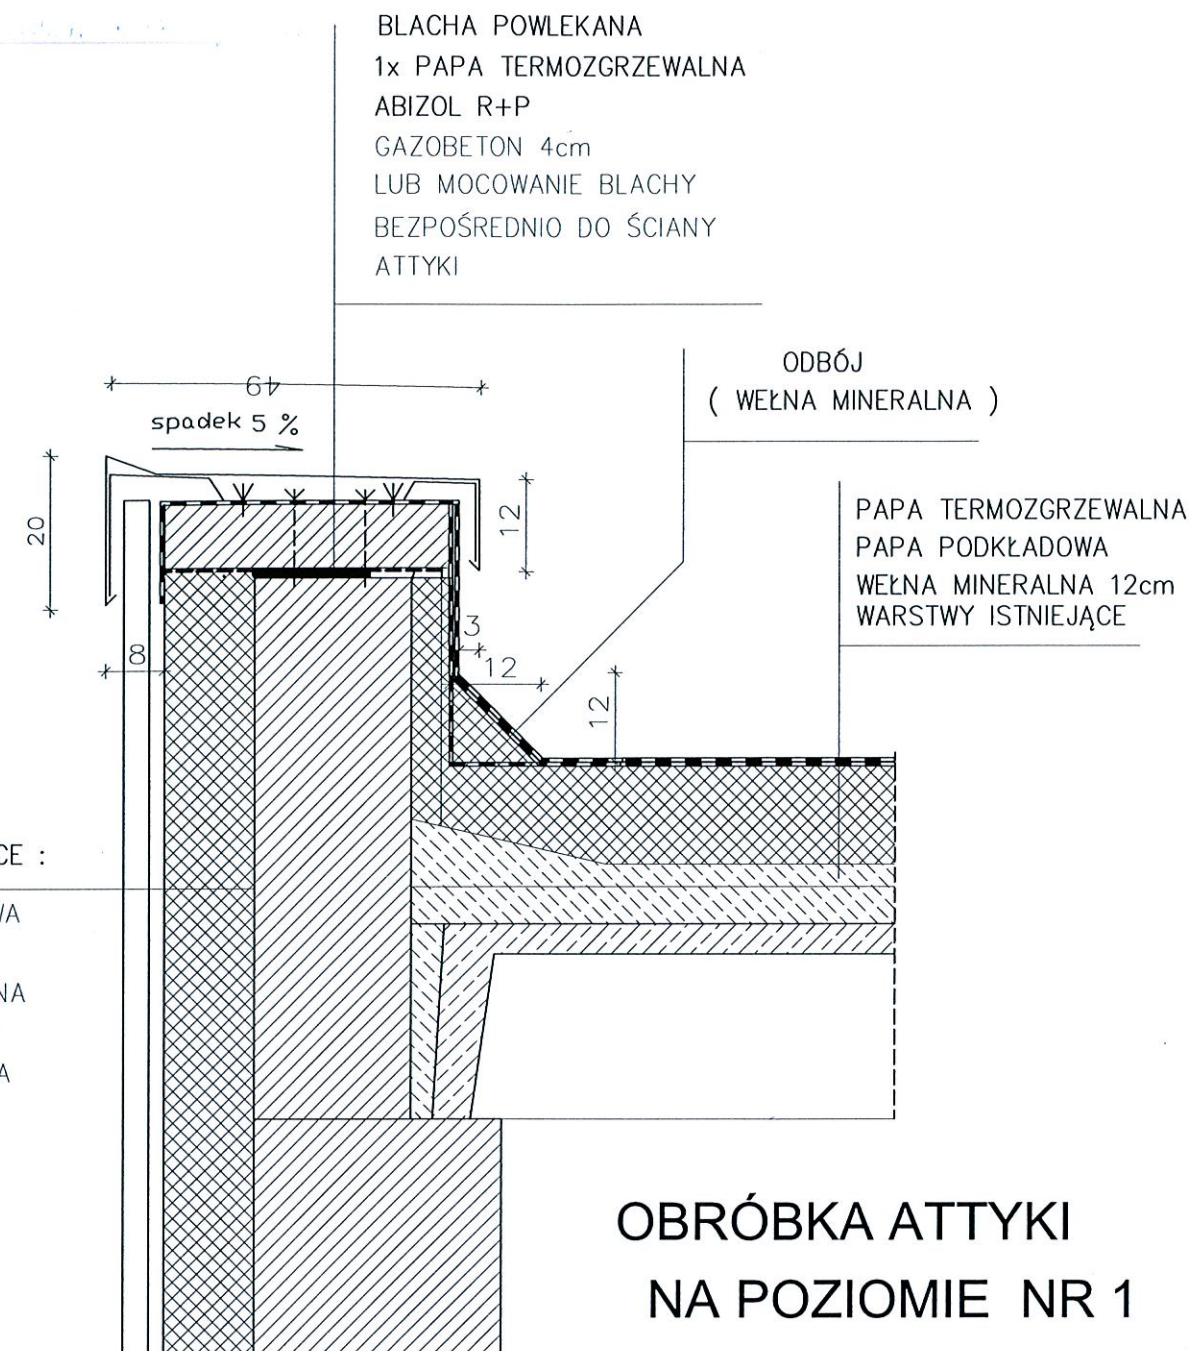 BLACHA POWLEKANA
1x PAPA TERMOZGRZEWALNA
ABIZOL R+P
GAZOBETON 4cm
LUB MOCOWANIE BLACHY
BEZPOŚREDNIO DO ŚCIANY
ATTYKI
ODBÓJ
( WEŁNA MINERALNA )
49
spadek 5 %
PAPA TERMOZGRZEWALNA
PAPA PODKŁADOWA
WEŁNA MINERALNA 12cm
WARSTWY ISTNIEJĄCE
20
12
3
8
12
12
CE :
WA
NA
A
OBRÓBKA ATTYKI
NA POZIOMIE NR 1